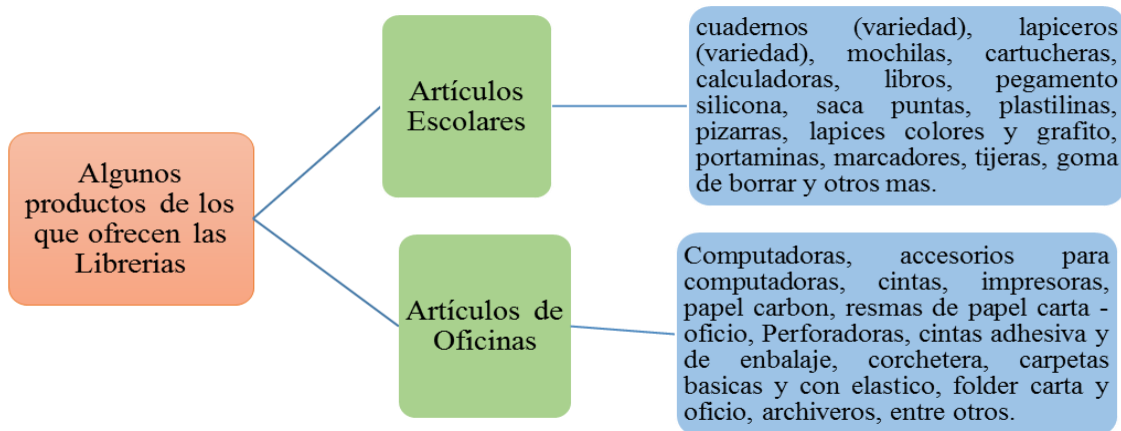 Algunos
productos de los
que ofrecen las
Librerias
Artículos
Escolares
cuadernos (variedad), lapiceros
(variedad), mochilas, cartucheras,
calculadoras, libros, pegamento
silicona, saca puntas, plastilinas,
pizarras, lapices colores y grafito,
portaminas, marcadores, tijeras, goma
de borrar y otros mas.
Artículos de
Oficinas
Computadoras, accesorios para
computadoras, cintas, impresoras,
papel carbon, resmas de papel carta -
oficio, Perforadoras, cintas adhesiva y
de enbalaje, corchetera, carpetas
basicas y con elastico, folder carta y
oficio, archiveros, entre otros.